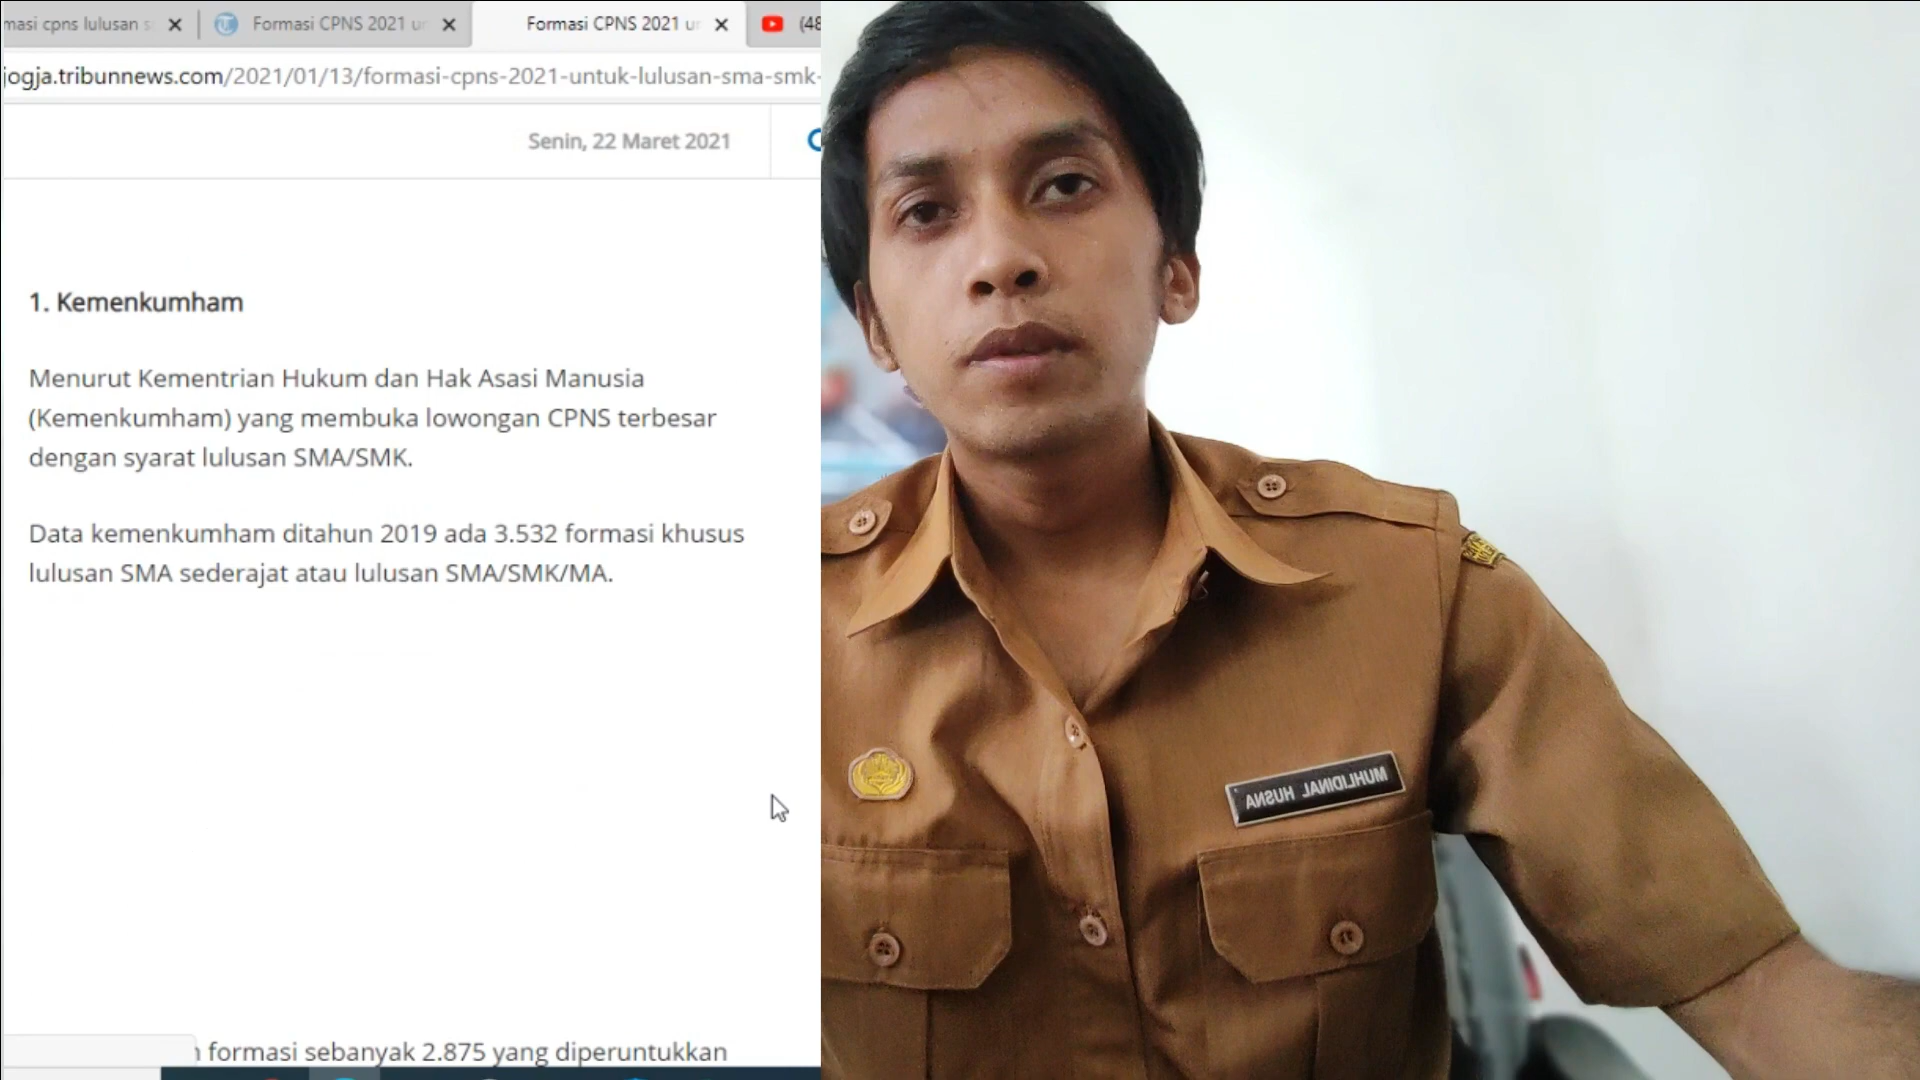 masi cpns lulusan s
Formasi CPNS 2021 u
Formasi CPNS 2021 u
(48
jogja.tribunnews.com/2021/01/13/formasi-cpns-2021-untuk-lulusan-sma-smk-
Senin, 22 Maret 2021
1. Kemenkumham
Menurut Kementrian Hukum dan Hak Asasi Manusia
(Kemenkumham) yang membuka lowongan CPNS terbesar
dengan syarat lulusan SMA/SMK.
Data kemenkumham ditahun 2019 ada 3.532 formasi khusus
lulusan SMA sederajat atau lulusan SMA/SMK/MA.
formasi sebanyak 2.875 yang diperuntukkan
MUHLIDINAL HUSNA